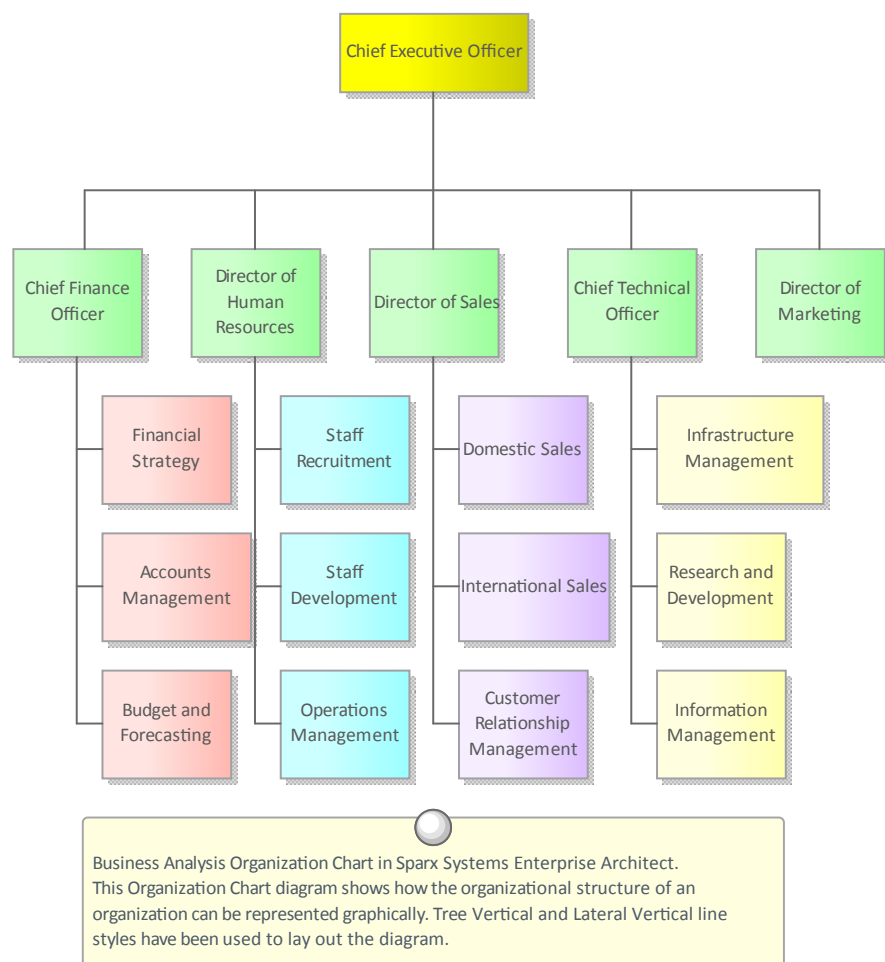 Chief Executive Officer
Chief Finance
Officer
Director of
Human
Resources
Director of Sales
Chief Technical
Officer
Director of
Marketing
Financial
Strategy
Staff
Recruitment
Domestic Sales
Infrastructure
Management
Accounts
Management
Staff
Development
International Sales
Research and
Development
Budget and
Forecasting
Operations
Management
Customer
Relationship
Management
Information
Management
Business Analysis Organization Chart in Sparx Systems Enterprise Architect.
This Organization Chart diagram shows how the organizational structure of an
organization can be represented graphically. Tree Vertical and Lateral Vertical line
styles have been used to lay out the diagram.